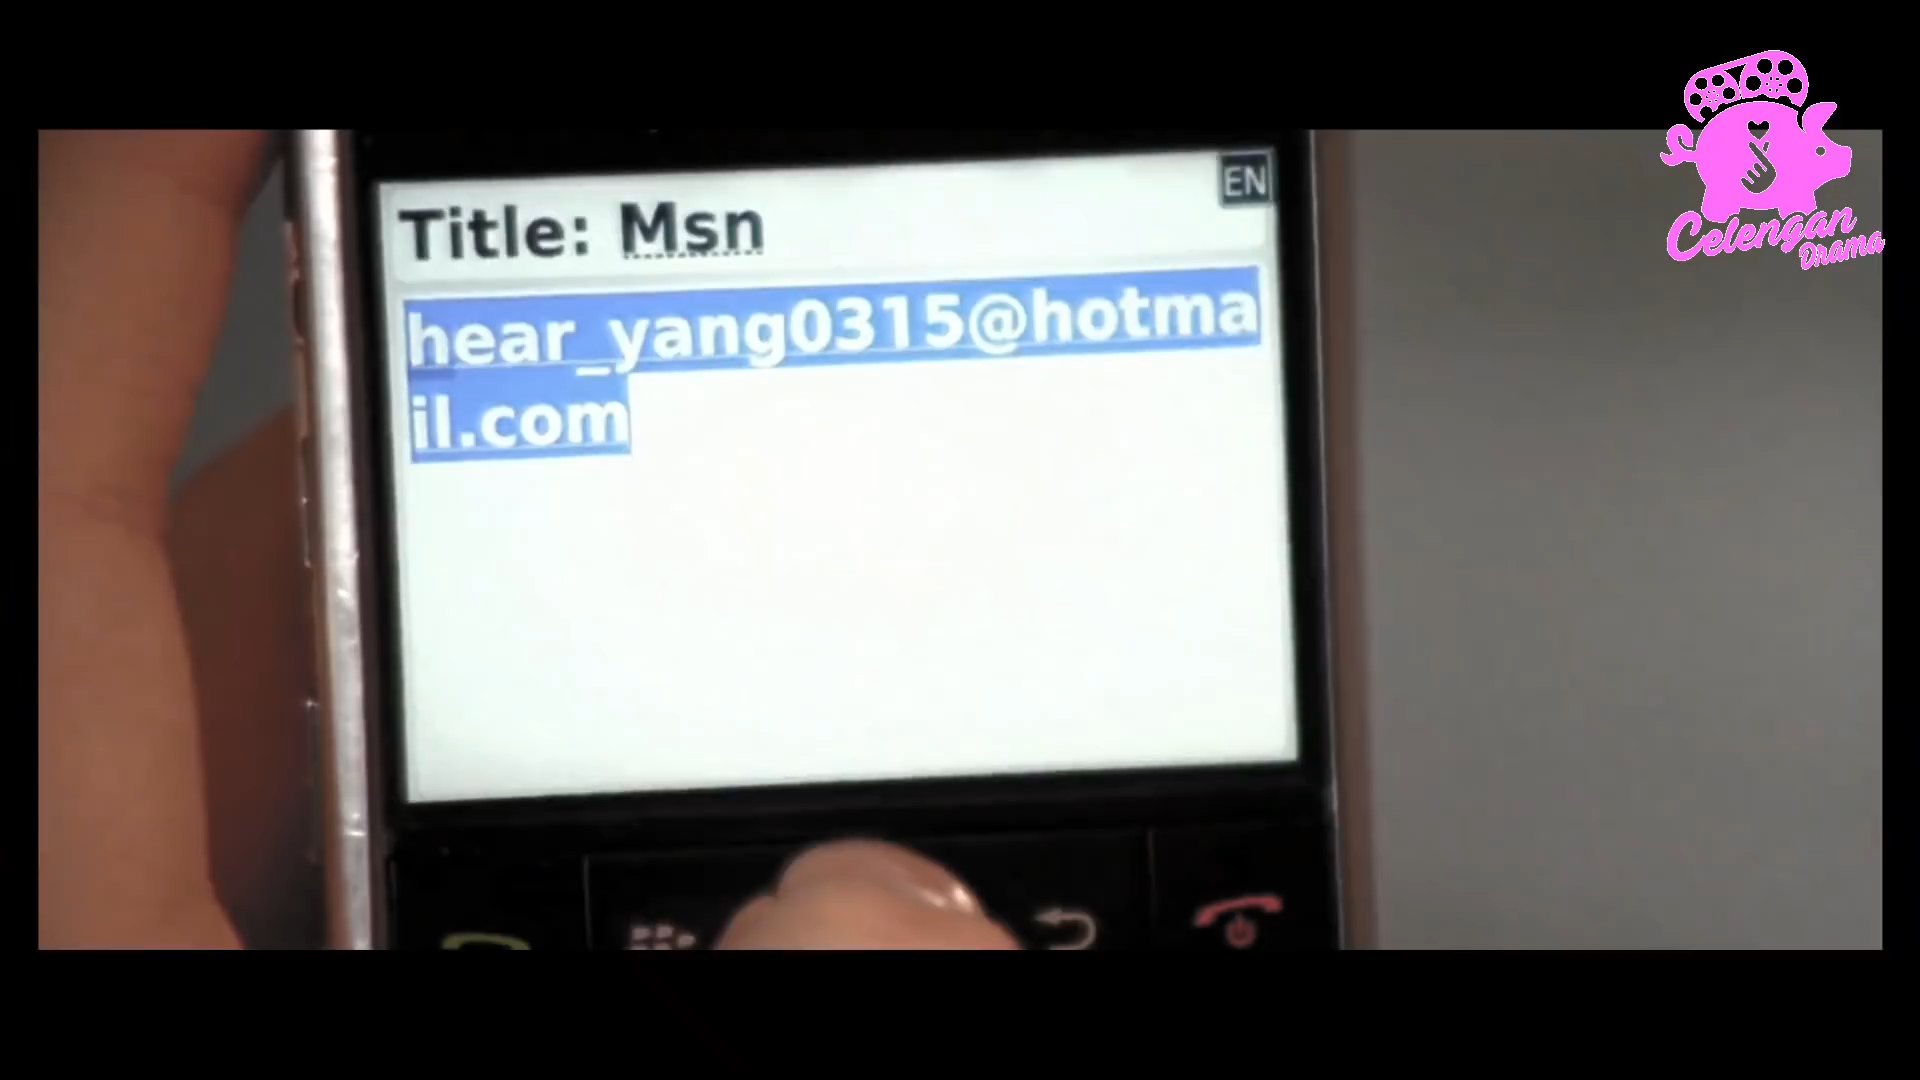 EN
Title: Msn
hear_yang0315@hotma
il.com
Celengan
Drama